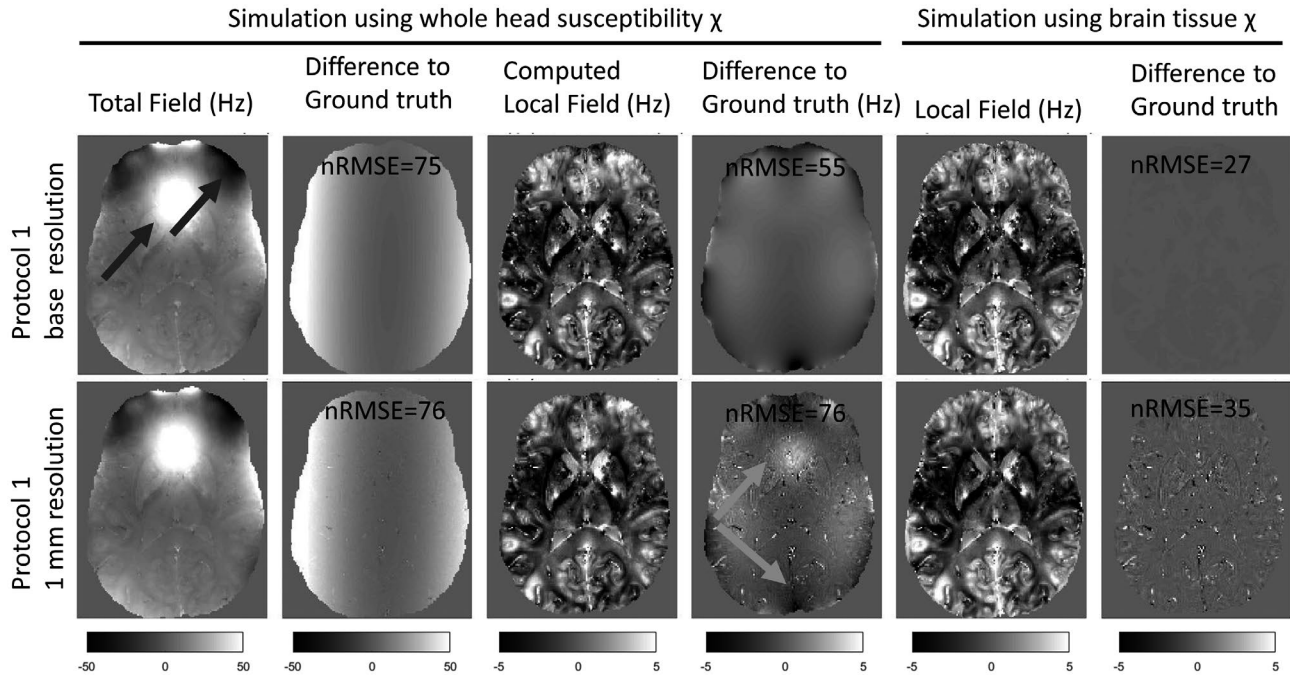 Simulation using whole head susceptibility χ
Simulation using brain tissue χ
Total Field (Hz)
Difference to
Ground truth
Computed
Local Field (Hz)
Difference to
Ground truth (Hz)
Local Field (Hz)
Difference to
Ground truth
Protocol 1
base resolution
nRMSE=75
nRMSE=55
nRMSE=27
Protocol 1
1 mm resolution
nRMSE=76
nRMSE=76
nRMSE=35
-50 0 50
-50 0 50
-5 0 5
-5 0 5
-5 0 5
-5 0 5